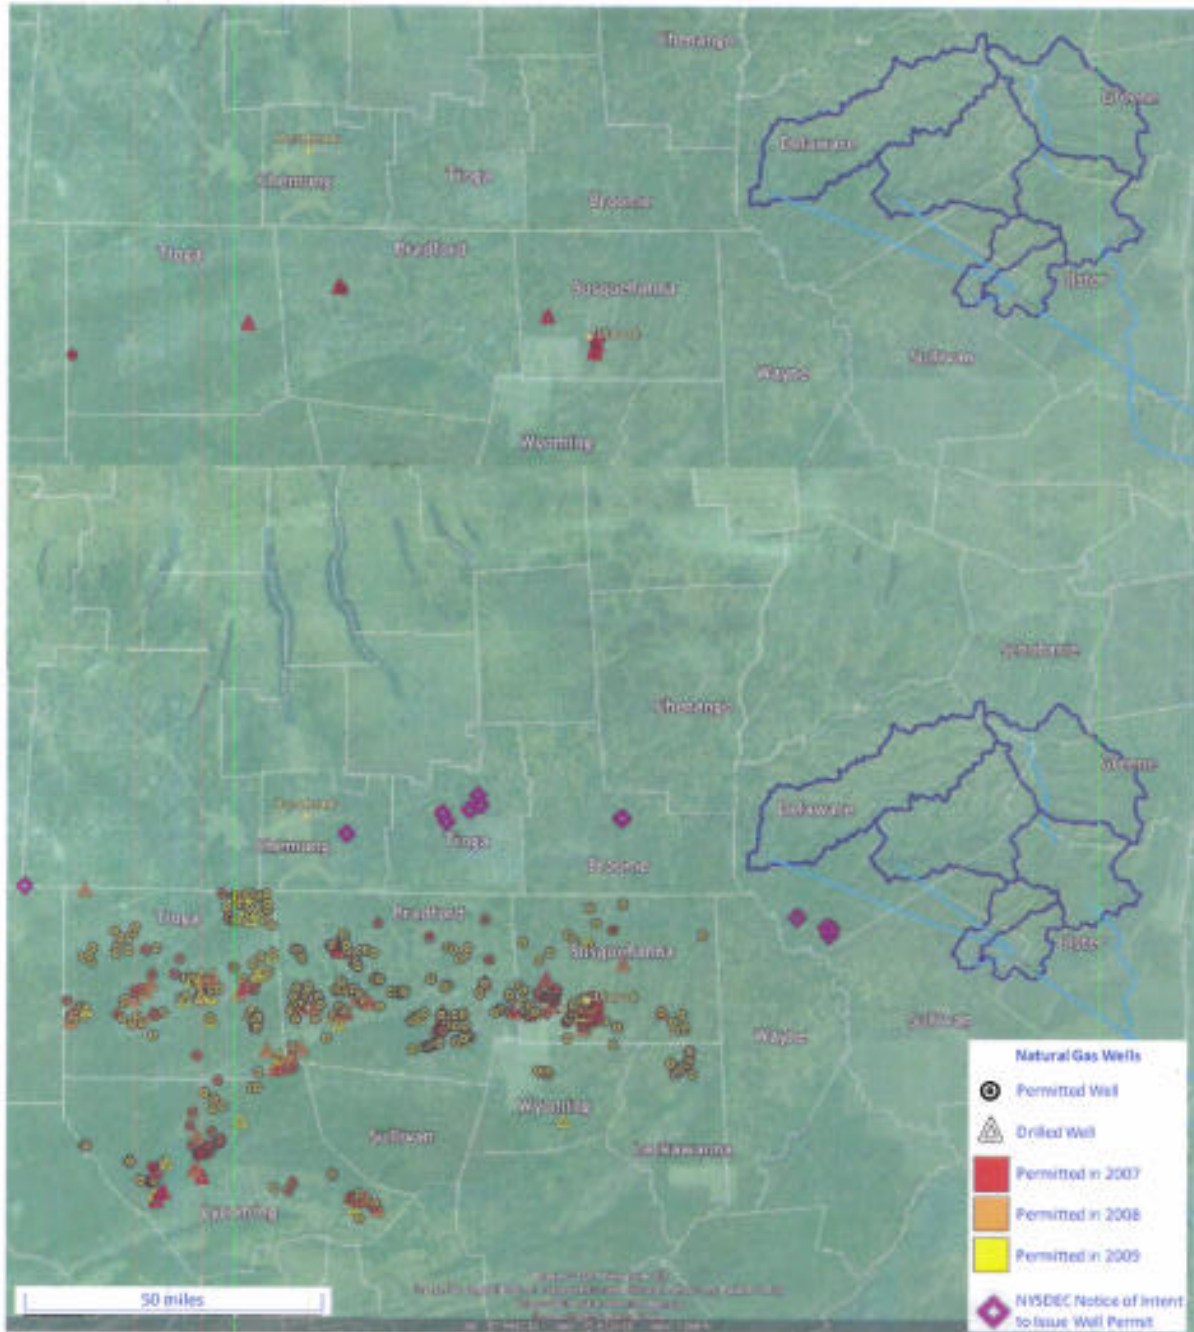 Chenango
Greene
Delaware
Chemung
Tioga
Broome
Tioga
Bradford
Susquehanna
Ulster
Sullivan
Wayne
Wyoming
Schoharie
Chenango
Greene
Delaware
Chemung
Tioga
Broome
Tioga
Bradford
Susquehanna
Ulster
Sullivan
Wayne
Wyoming
Sullivan
Lackawanna
Lycoming
Natural Gas Wells
Permitted Well
Drilled Well
Permitted in 2007
Permitted in 2008
Permitted in 2009
NYSDEC Notice of Intent
to Issue Well Permit
50 miles